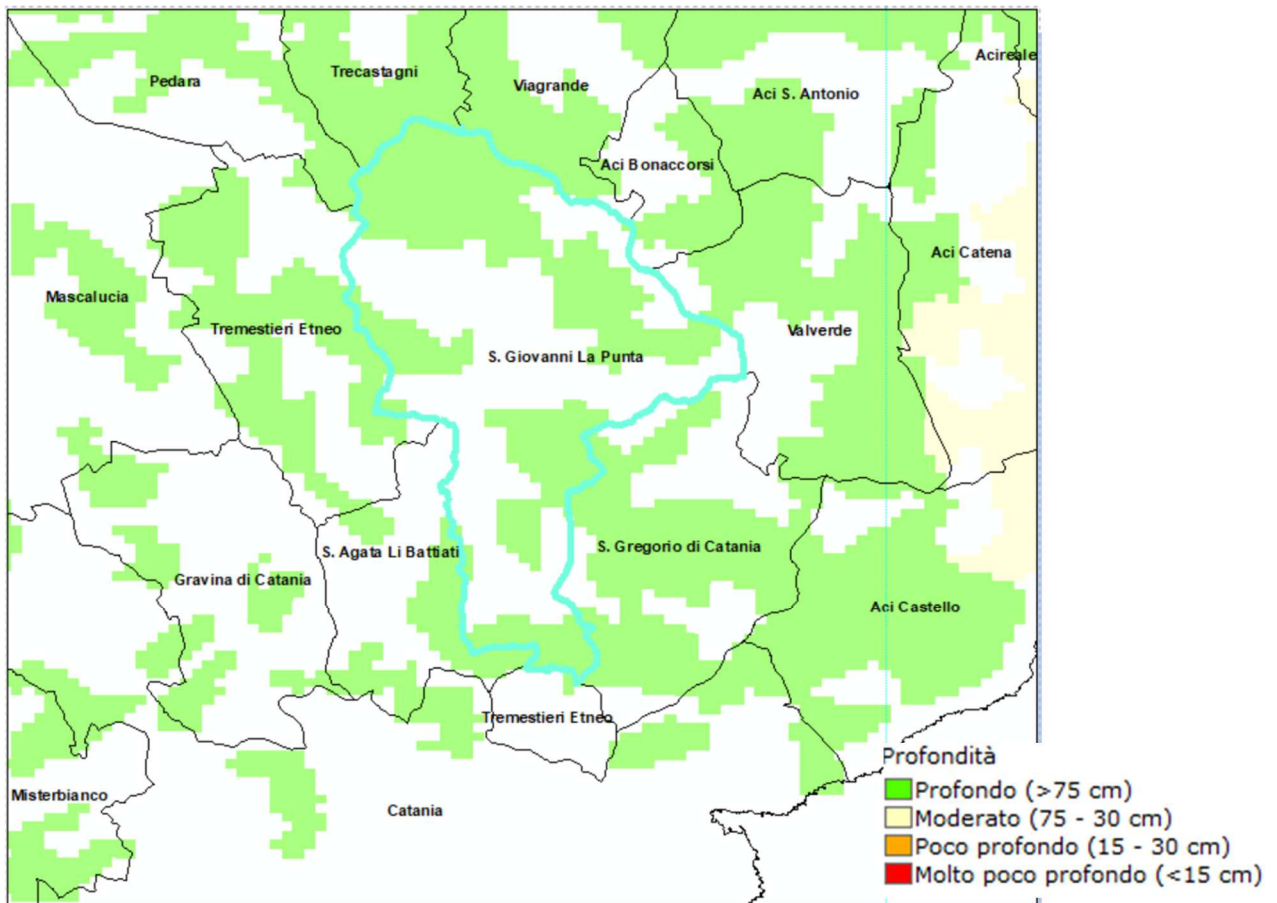 Acireale
Trecastagni
Pedara
Viagrande
Aci S. Antonio
Aci Bonaccorsi
Aci Catena
Mascalucia
Tremestieri Etneo
Valverde
S. Giovanni La Punta
S. Gregorio di Catania
S. Agata Li Battiati
Gravina di Catania
Aci Castello
Tremestieri Etneo
Misterbianco
Catania
Profondità
Profondo (>75 cm)
Moderato (75 - 30 cm)
Poco profondo (15 - 30 cm)
Molto poco profondo (<15 cm)